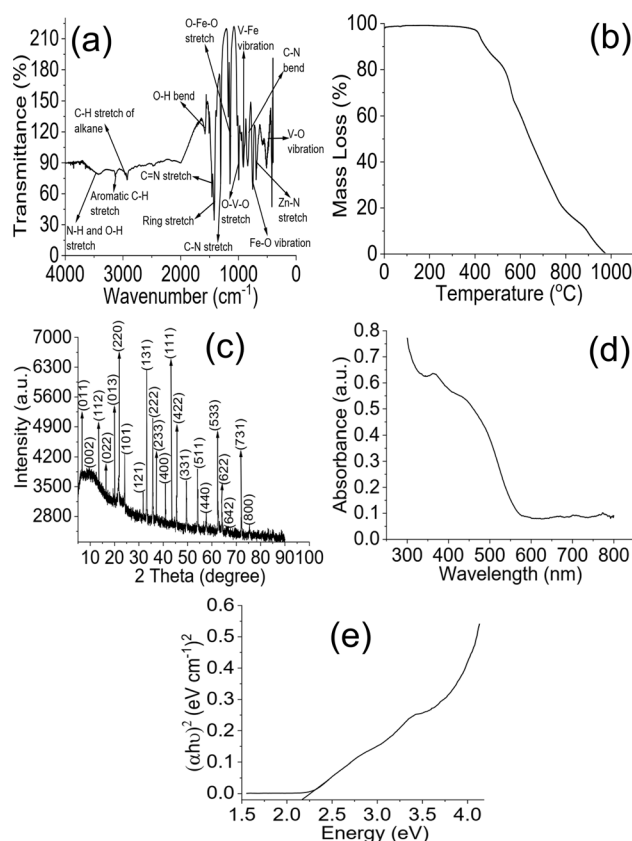 (a)
210
180
150
120
90
60
30
0
Transmittance (%)
4000
3000
2000
1000
0
Wavenumber (cm⁻¹)
O-Fe-O
stretch
V-Fe
vibration
C-N
bend
C-H stretch of
alkane
O-H bend
V-O
vibration
C=N stretch
Aromatic C-H
stretch
O-V-O
stretch
Zn-N
stretch
N-H and O-H
stretch
Ring stretch
C-N stretch
Fe-O vibration
(b)
100
80
60
40
20
0
Mass Loss (%)
0
200
400
600
800
1000
Temperature (°C)
(c)
7000
6300
5600
4900
4200
3500
2800
Intensity (a.u.)
(011)
(002)
(112)
(022)
(013)
(220)
(101)
(121)
(131)
(222)
(233)
(400)
(111)
(422)
(331)
(511)
(440)
(533)
(622)
(642)
(731)
(800)
10 20 30 40 50 60 70 80 90 100
2 Theta (degree)
(d)
0.8
0.7
0.6
0.5
0.4
0.3
0.2
0.1
Absorbance (a.u.)
300 400 500 600 700 800
Wavelength (nm)
(e)
0.6
0.5
0.4
0.3
0.2
0.1
0.0
(αhυ)² (eV cm⁻¹)²
1.5 2.0 2.5 3.0 3.5 4.0
Energy (eV)